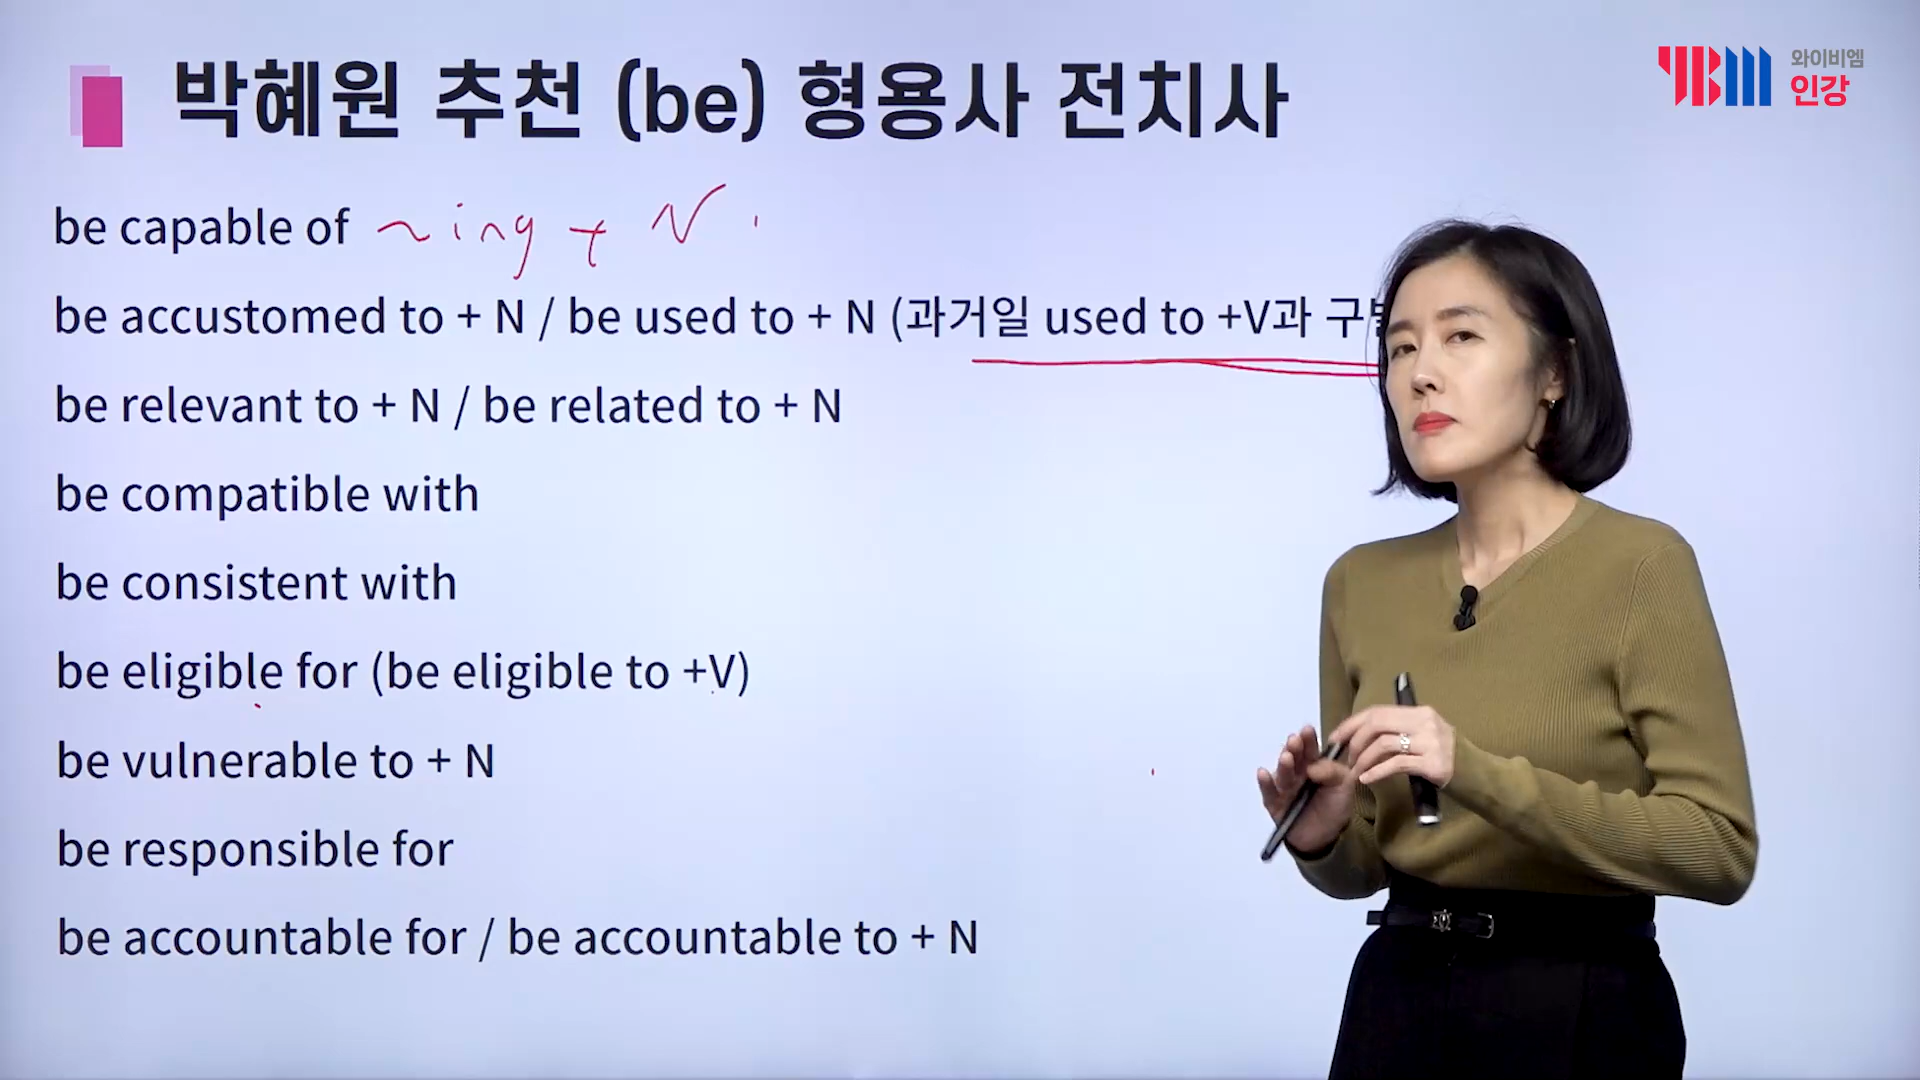 박혜원 추천 (be) 형용사 전치사
YBM 와이비엠 인강
be capable of ~ing + N
be accustomed to + N / be used to + N (과거일 used to +V과
be relevant to + N / be related to + N
be compatible with
be consistent with
be eligible for (be eligible to +V)
be vulnerable to + N
be responsible for
be accountable for / be accountable to + N